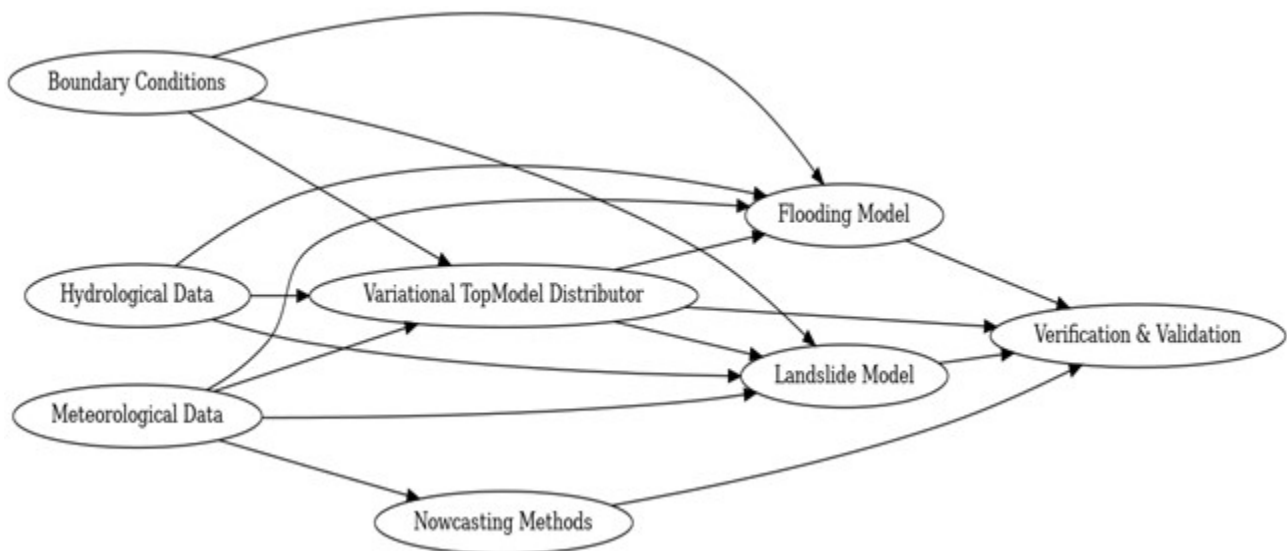 Boundary Conditions
Flooding Model
Hydrological Data
Variational TopModel Distributor
Verification & Validation
Landslide Model
Meteorological Data
Nowcasting Methods